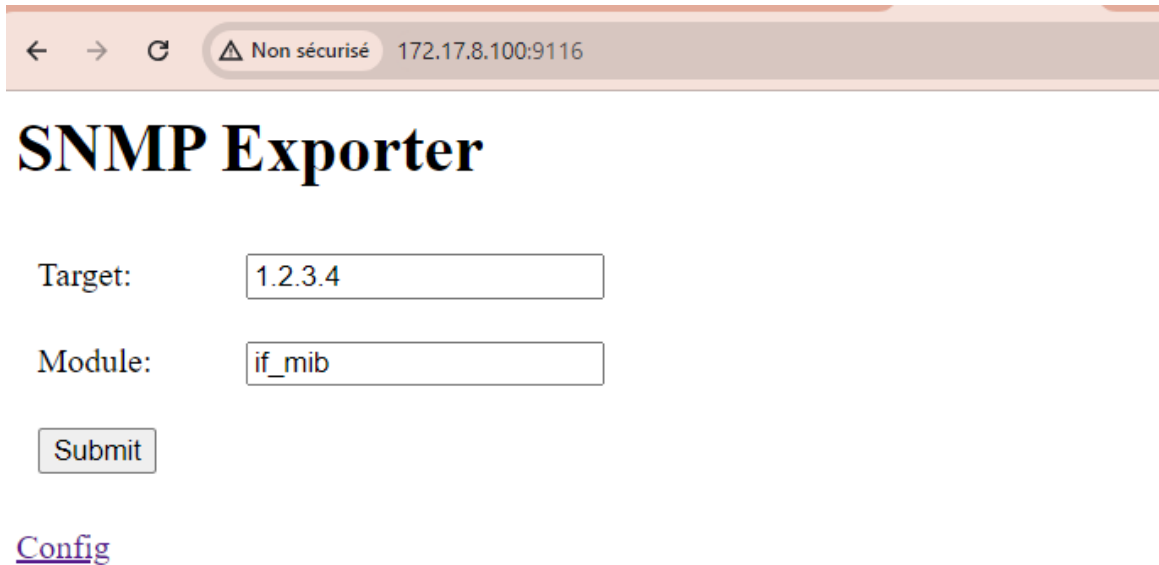 Non sécurisé 172.17.8.100:9116
SNMP Exporter
Target: 1.2.3.4
Module: if_mib
Submit
Config